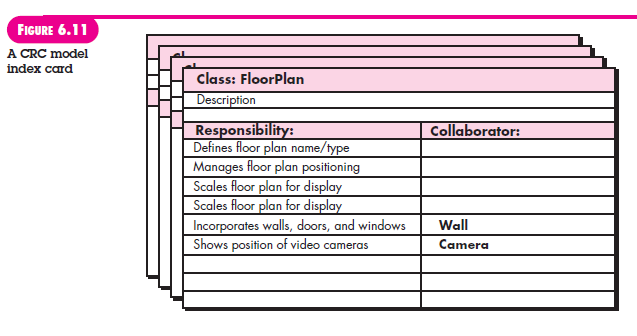 FIGURE 6.11
A CRC model
index card
Class: FloorPlan
Description
Responsibility: Collaborator:
Defines floor plan name/type
Manages floor plan positioning
Scales floor plan for display
Scales floor plan for display
Incorporates walls, doors, and windows Wall
Shows position of video cameras Camera